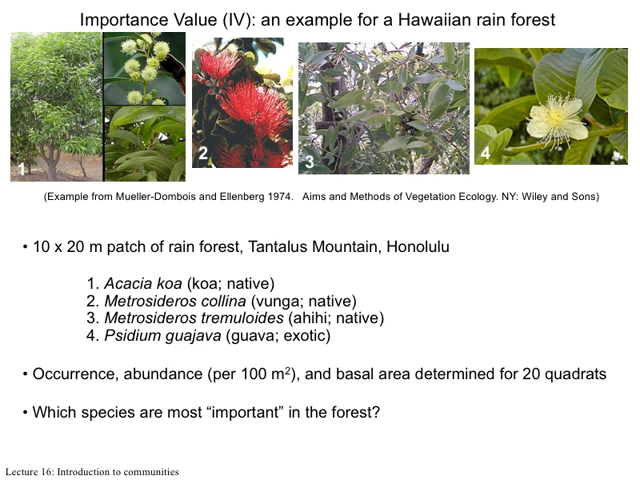 Importance Value (IV): an example for a Hawaiian rain forest
1
2
3
4
(Example from Mueller-Dombois and Ellenberg 1974. Aims and Methods of Vegetation Ecology. NY: Wiley and Sons)
• 10 x 20 m patch of rain forest, Tantalus Mountain, Honolulu
1. Acacia koa (koa; native)
2. Metrosideros collina (vunga; native)
3. Metrosideros tremuloides (ahihi; native)
4. Psidium guajava (guava; exotic)
• Occurrence, abundance (per 100 m²), and basal area determined for 20 quadrats
• Which species are most “important” in the forest?
Lecture 16: Introduction to communities